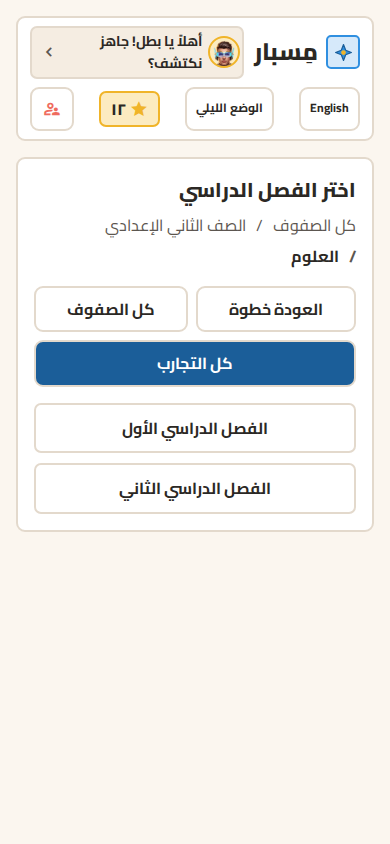 مِسبار
أهلاً يا بطل! جاهز
نكتشف؟
English
الوضع الليلي
١٢
اختر الفصل الدراسي
كل الصفوف / الصف الثاني الإعدادي
/ العلوم
العودة خطوة
كل الصفوف
كل التجارب
الفصل الدراسي الأول
الفصل الدراسي الثاني